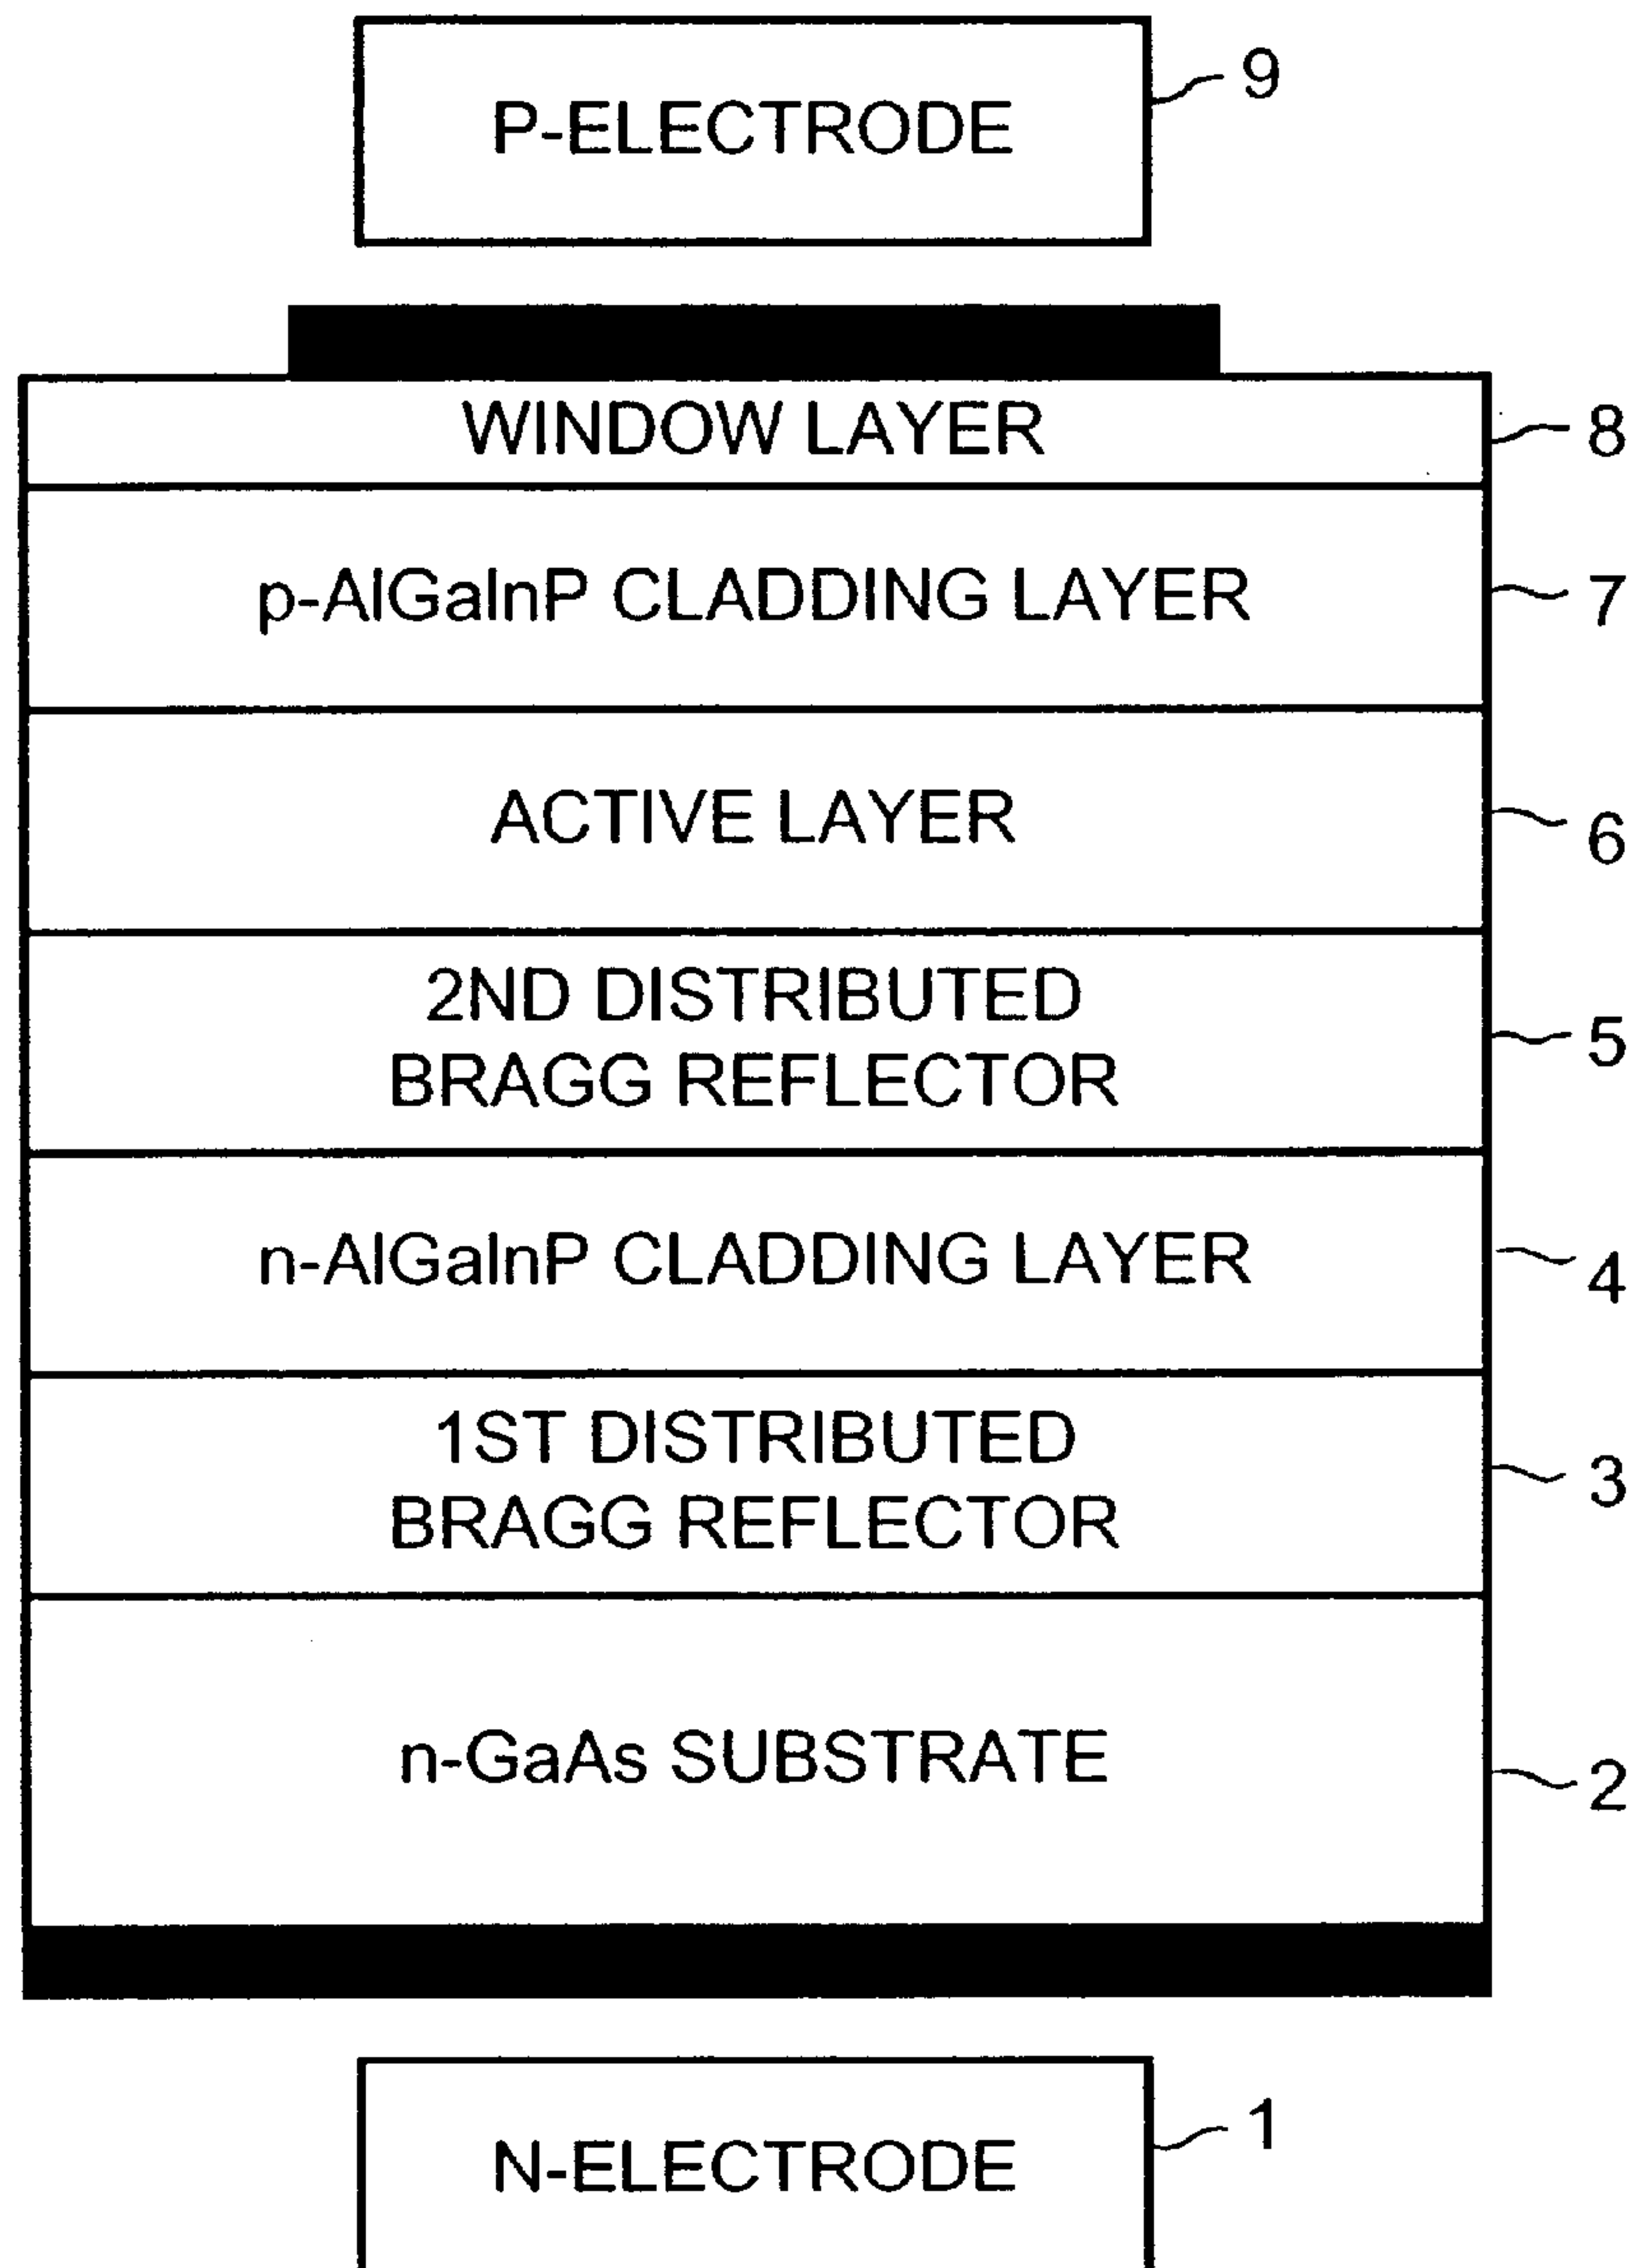 P-ELECTRODE 9
WINDOW LAYER 8
p-AlGaInP CLADDING LAYER 7
ACTIVE LAYER 6
2ND DISTRIBUTED
BRAGG REFLECTOR 5
n-AlGaInP CLADDING LAYER 4
1ST DISTRIBUTED
BRAGG REFLECTOR 3
n-GaAs SUBSTRATE 2
N-ELECTRODE 1